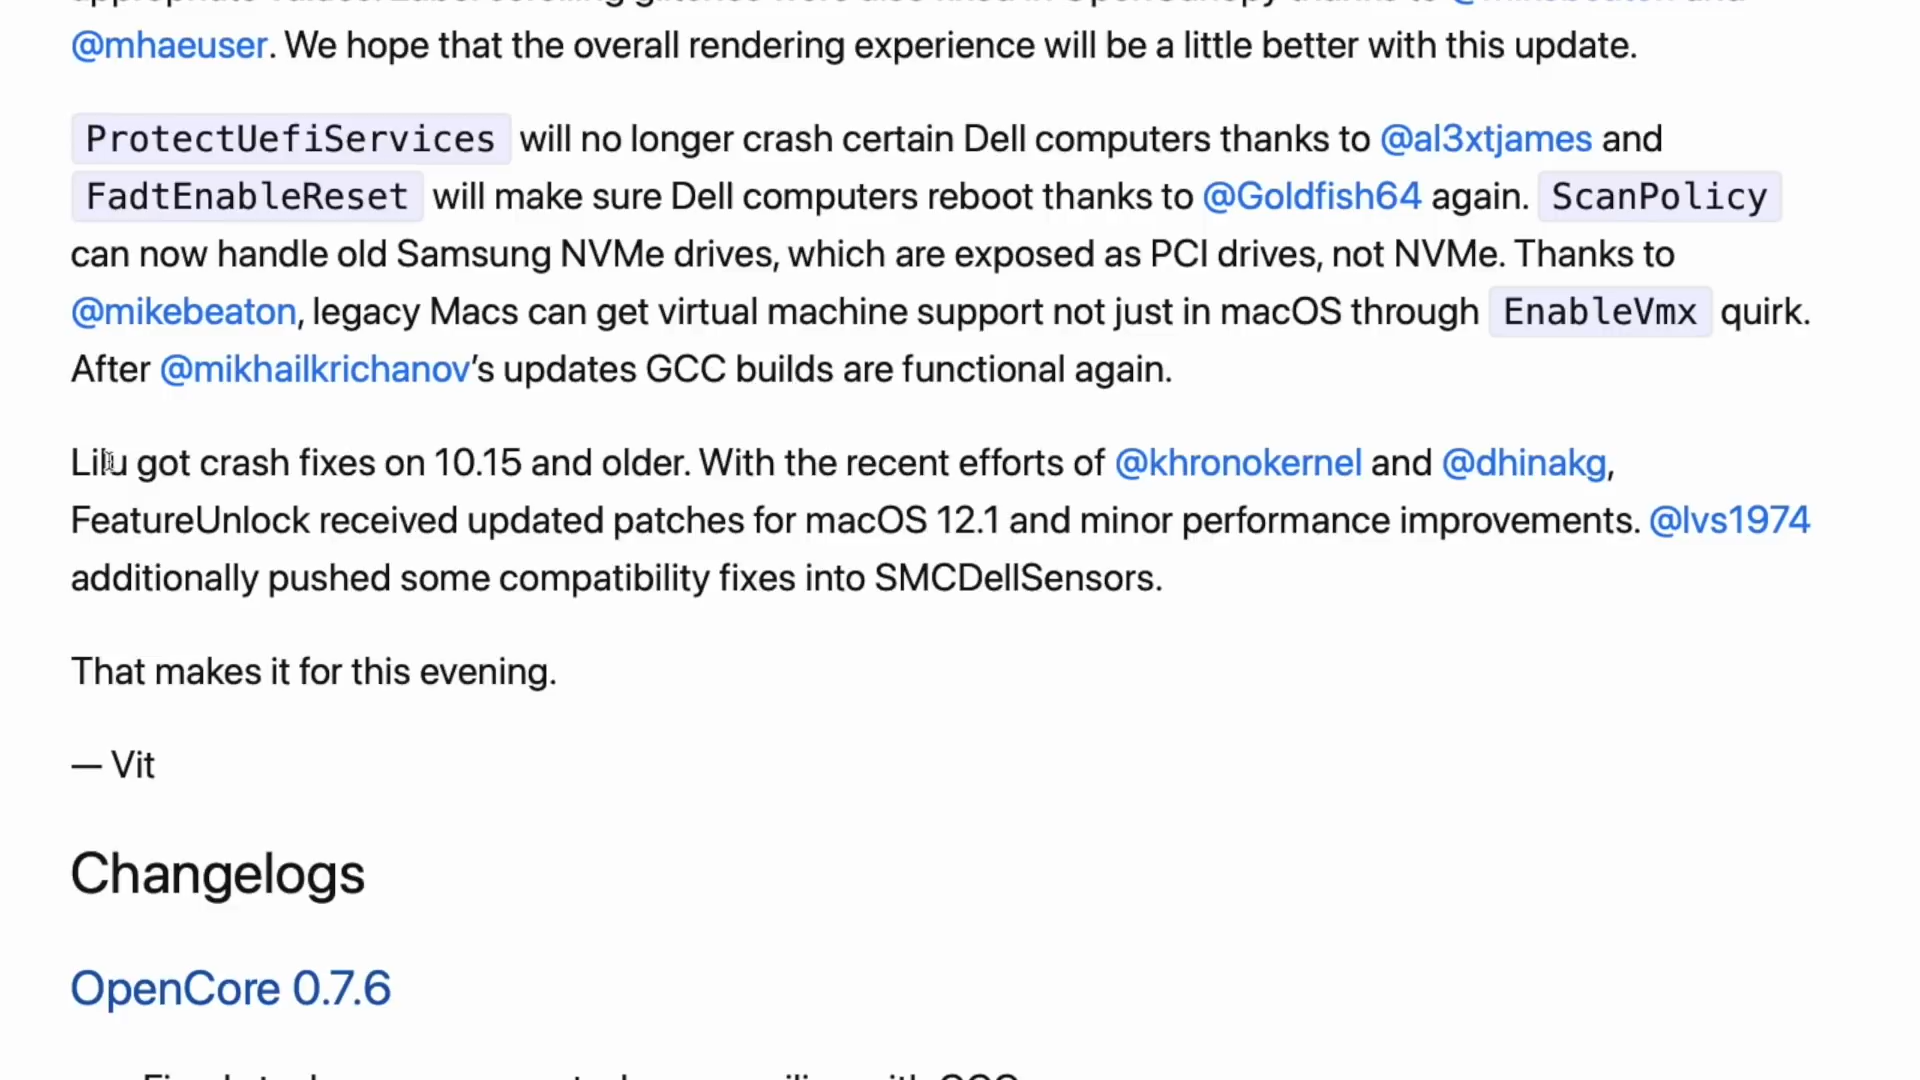 @mhaeuser. We hope that the overall rendering experience will be a little better with this update.
ProtectUefiServices will no longer crash certain Dell computers thanks to @al3xtjames and
FadtEnableReset will make sure Dell computers reboot thanks to @Goldfish64 again. ScanPolicy
can now handle old Samsung NVMe drives, which are exposed as PCI drives, not NVMe. Thanks to
@mikebeaton, legacy Macs can get virtual machine support not just in macOS through EnableVmx quirk.
After @mikhailkrichanov’s updates GCC builds are functional again.
Lilu got crash fixes on 10.15 and older. With the recent efforts of @khronokernel and @dhinakg,
FeatureUnlock received updated patches for macOS 12.1 and minor performance improvements. @lvs1974
additionally pushed some compatibility fixes into SMCDellSensors.
That makes it for this evening.
— Vit
Changelogs
OpenCore 0.7.6